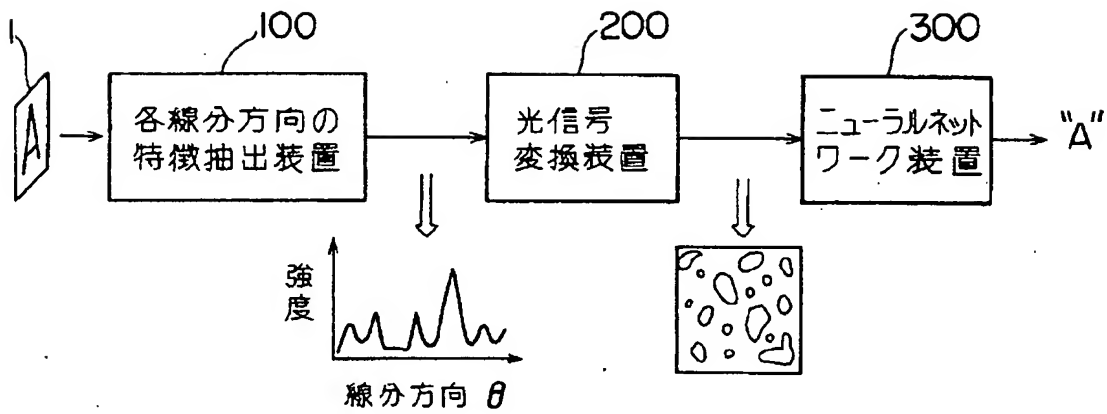 1
100
200
300
A
各線分方向の
特徴抽出装置
光信号
変換装置
ニューラルネット
ワーク装置
"A"
強度
線分方向 θ